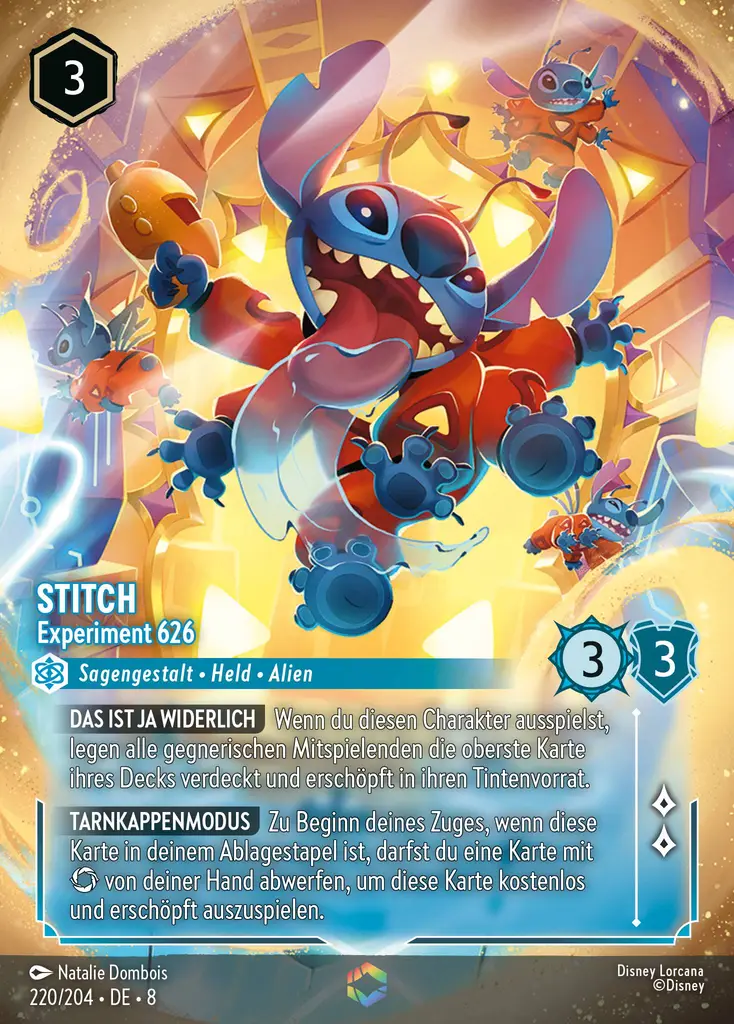 3
STITCH
Experiment 626
Sagengestalt • Held • Alien
3 3
DAS IST JA WIDERLICH Wenn du diesen Charakter ausspielst,
legen alle gegnerischen Mitspielenden die oberste Karte
ihres Decks verdeckt und erschöpft in ihren Tintenvorrat.
TARNKAPPENMODUS Zu Beginn deines Zuges, wenn diese
Karte in deinem Ablagestapel ist, darfst du eine Karte mit
von deiner Hand abwerfen, um diese Karte kostenlos
und erschöpft auszuspielen.
Natalie Dombois
220/204 • DE • 8
Disney Lorcana
©Disney